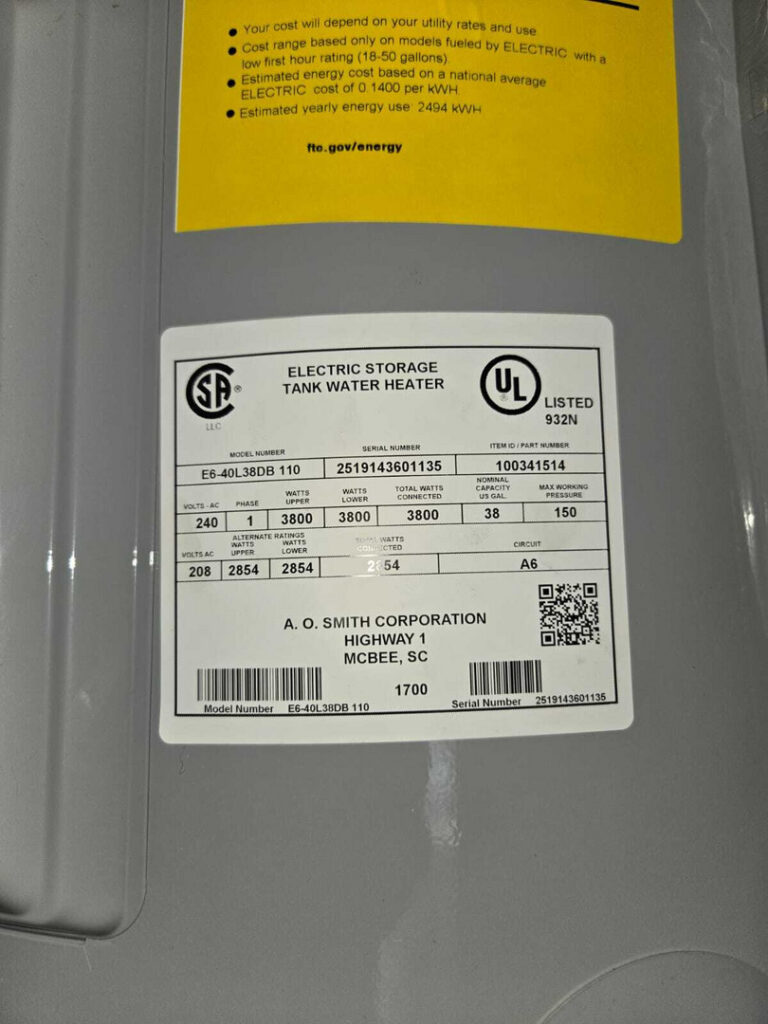 ● Your cost will depend on your utility rates and use
● Cost range based only on models fueled by ELECTRIC with a
low first hour rating (18-50 gallons).
● Estimated energy cost based on a national average
ELECTRIC cost of 0.1400 per kWH
● Estimated yearly energy use: 2494 kWH
ftc.gov/energy
SA ®
LLC
ELECTRIC STORAGE
TANK WATER HEATER
UL ®
LISTED
932N
MODEL NUMBER SERIAL NUMBER ITEM ID / PART NUMBER
E6-40L38DB 110 2519143601135 100341514
VOLTS - AC PHASE WATTS UPPER WATTS LOWER TOTAL WATTS CONNECTED NOMINAL CAPACITY US GAL. MAX WORKING PRESSURE
240 1 3800 3800 3800 38 150
ALTERNATE RATINGS
VOLTS AC WATTS UPPER WATTS LOWER TOTAL WATTS CONNECTED CIRCUIT
208 2854 2854 2854 A6
A. O. SMITH CORPORATION
HIGHWAY 1
MCBEE, SC
1700
Model Number E6-40L38DB 110 Serial Number 2519143601135